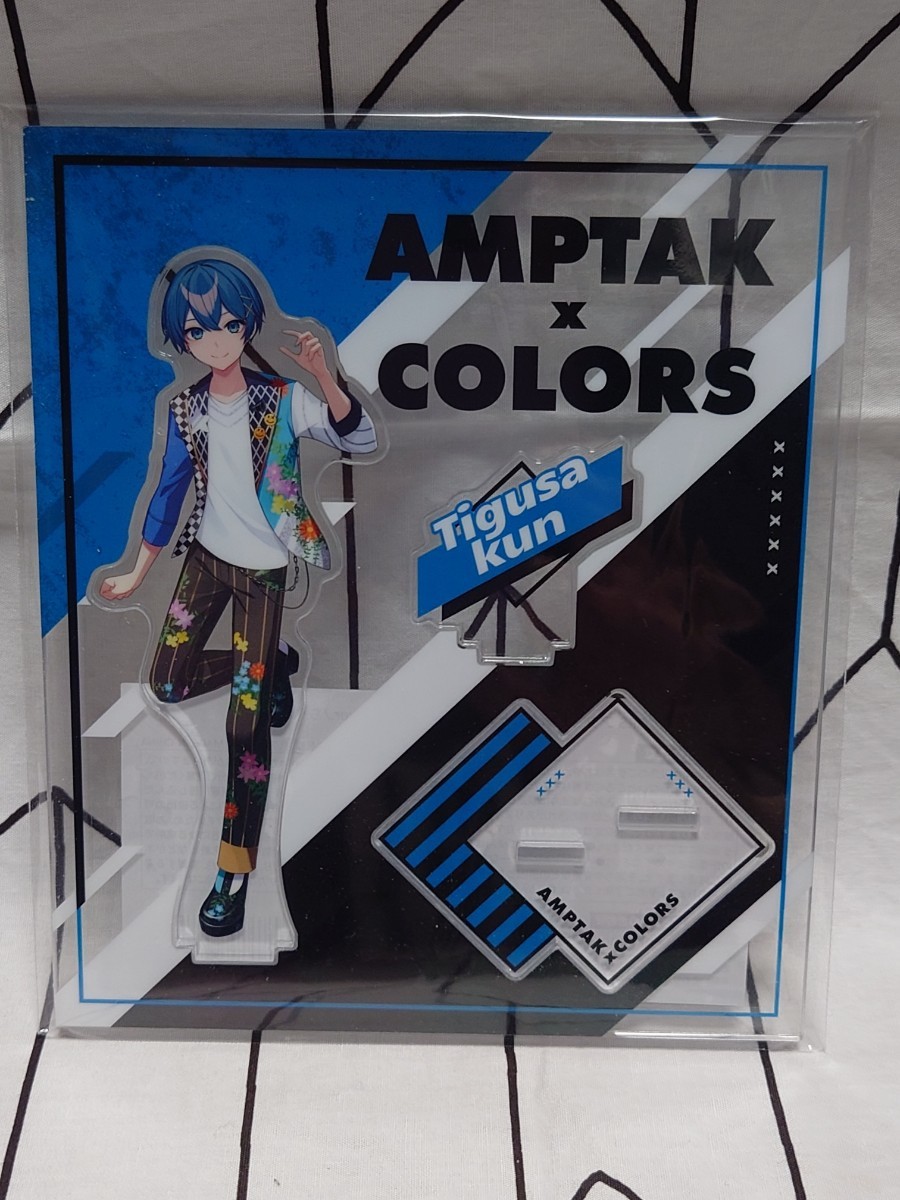 AMPTAK
x
COLORS
Tigusa
kun
x x x x x x
x x x
x x x
AMPTAK x COLORS